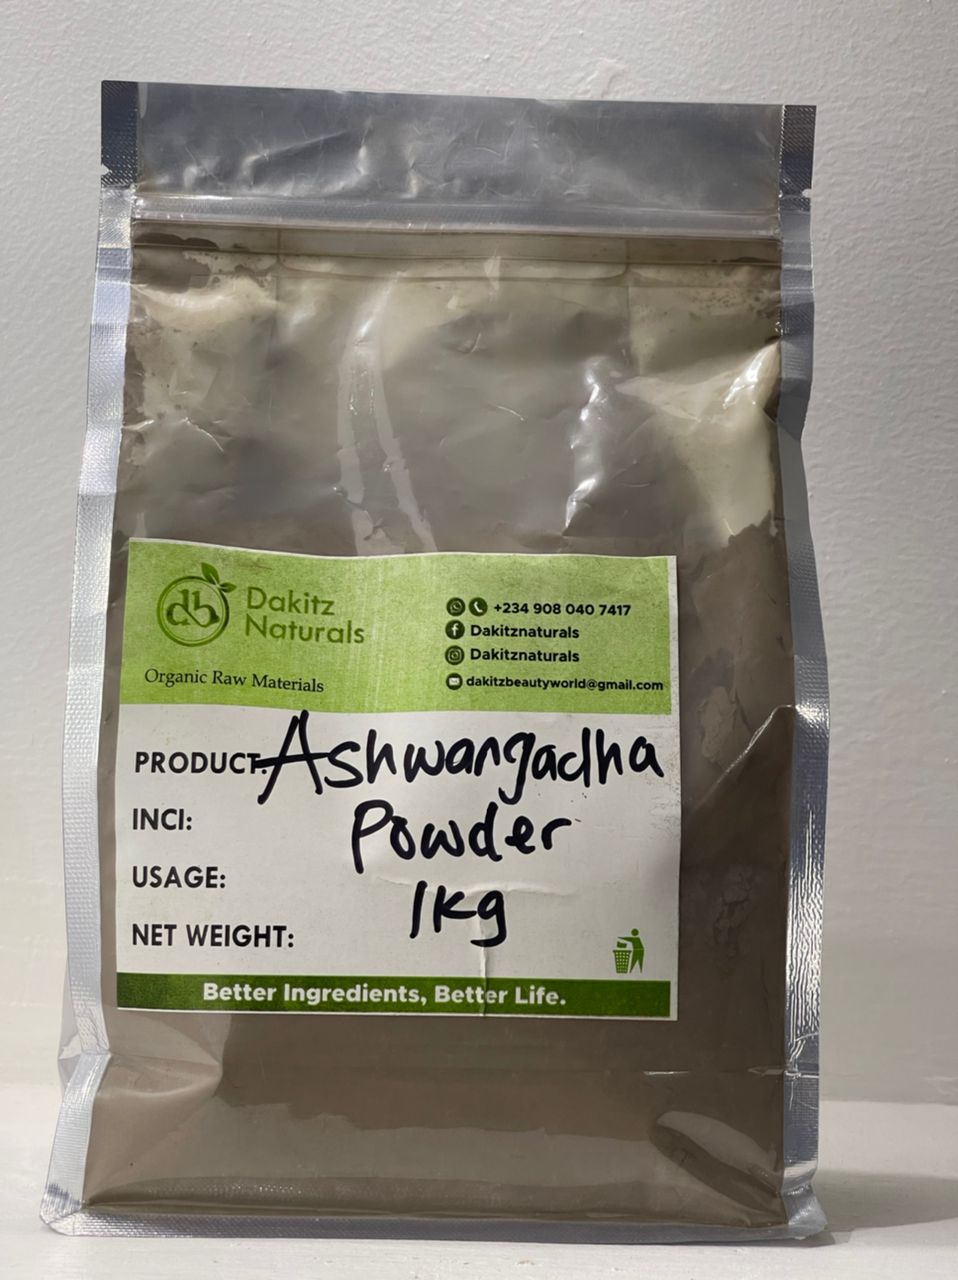 Dakitz
Naturals
Organic Raw Materials
+234 908 040 7417
Dakitznaturals
Dakitznaturals
dakitzbeautyworld@gmail.com
PRODUCT: Ashwangadha
INCI: Powder
USAGE:
1kg
NET WEIGHT:
Better Ingredients, Better Life.